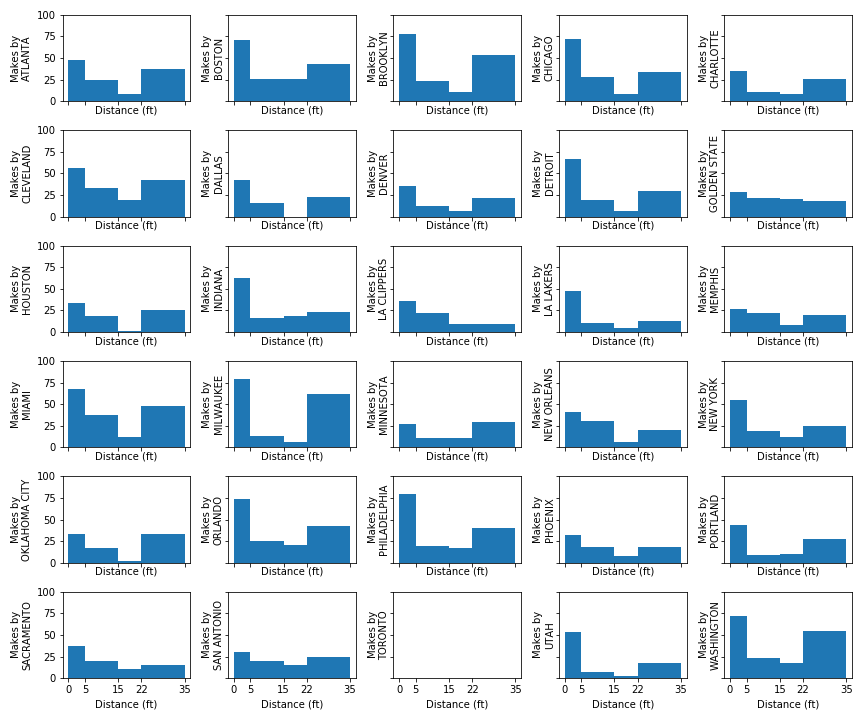 100
75
50
25
0
Makes by
ATLANTA
Distance (ft)
Makes by
BOSTON
Distance (ft)
Makes by
BROOKLYN
Distance (ft)
Makes by
CHICAGO
Distance (ft)
Makes by
CHARLOTTE
Distance (ft)
100
75
50
25
0
Makes by
CLEVELAND
Distance (ft)
Makes by
DALLAS
Distance (ft)
Makes by
DENVER
Distance (ft)
Makes by
DETROIT
Distance (ft)
Makes by
GOLDEN STATE
Distance (ft)
100
75
50
25
0
Makes by
HOUSTON
Distance (ft)
Makes by
INDIANA
Distance (ft)
Makes by
LA CLIPPERS
Distance (ft)
Makes by
LA LAKERS
Distance (ft)
Makes by
MEMPHIS
Distance (ft)
100
75
50
25
0
Makes by
MIAMI
Distance (ft)
Makes by
MILWAUKEE
Distance (ft)
Makes by
MINNESOTA
Distance (ft)
Makes by
NEW ORLEANS
Distance (ft)
Makes by
NEW YORK
Distance (ft)
100
75
50
25
0
Makes by
OKLAHOMA CITY
Distance (ft)
Makes by
ORLANDO
Distance (ft)
Makes by
PHILADELPHIA
Distance (ft)
Makes by
PHOENIX
Distance (ft)
Makes by
PORTLAND
Distance (ft)
100
75
50
25
0
Makes by
SACRAMENTO
0 5 15 22 35
Distance (ft)
Makes by
SAN ANTONIO
0 5 15 22 35
Distance (ft)
Makes by
TORONTO
0 5 15 22 35
Distance (ft)
Makes by
UTAH
0 5 15 22 35
Distance (ft)
Makes by
WASHINGTON
0 5 15 22 35
Distance (ft)